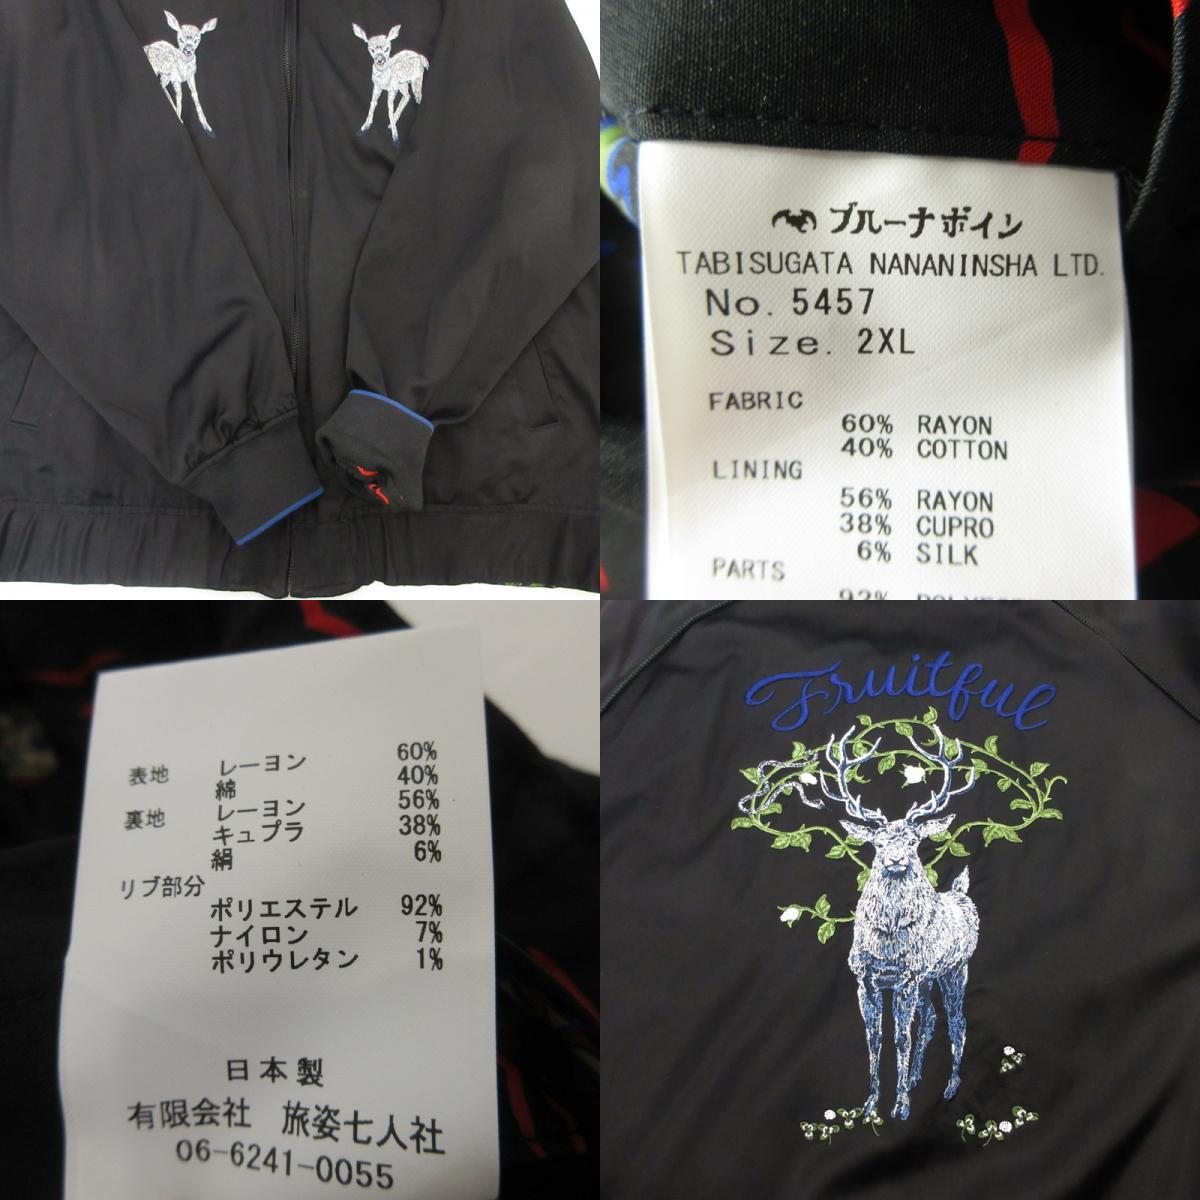 ブルーナボイン
TABISUGATA NANANINSHA LTD.
No. 5457
Size. 2XL
FABRIC
60% RAYON
40% COTTON
LINING
56% RAYON
38% CUPRO
6% SILK
PARTS
表地 レーヨン 60%
綿 40%
裏地 レーヨン 56%
キュプラ 38%
絹 6%
リブ部分
ポリエステル 92%
ナイロン 7%
ポリウレタン 1%
日本製
有限会社 旅姿七人社
06-6241-0055
Fruitful